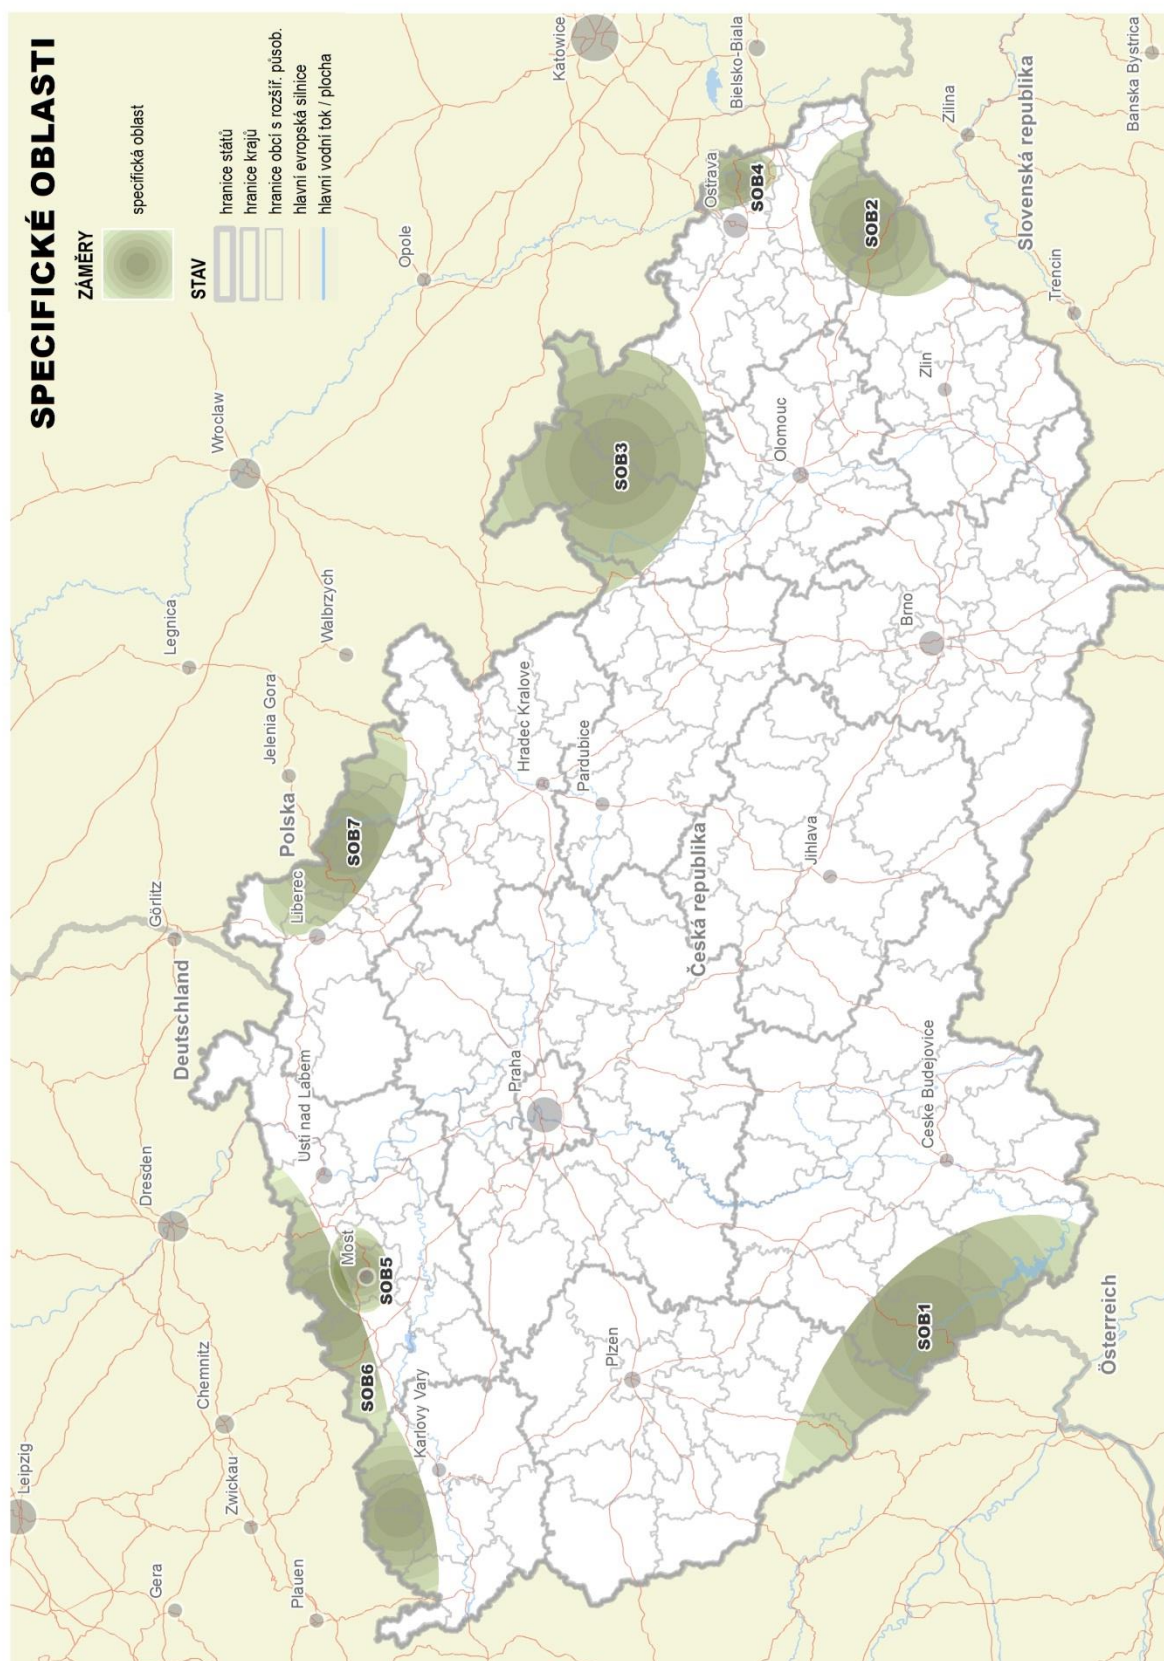 SPECIFICKÉ OBLASTI
ZÁMĚRY
specifická oblast
STAV
hranice států
hranice krajů
hranice obcí s rozšíř. působ.
hlavní evropská silnice
hlavní vodní tok / plocha
Leipzig
Gera
Zwickau
Chemnitz
Plauen
Dresden
Deutschland
Görlitz
Legnica
Wroclaw
Jelenia Gora
Polska
Walbrzych
Opole
Katowice
Liberec
SOB7
Usti nad Labem
Most
SOB5
SOB6
Karlovy Vary
Praha
Hradec Kralove
Pardubice
SOB3
Ostrava
SOB4
Bielsko-Biala
Plzen
Česká republika
Jihlava
Olomouc
SOB2
Zilina
Slovenská republika
Banska Bystrica
SOB1
Ceske Budejovice
Brno
Zlin
Trencin
Österreich